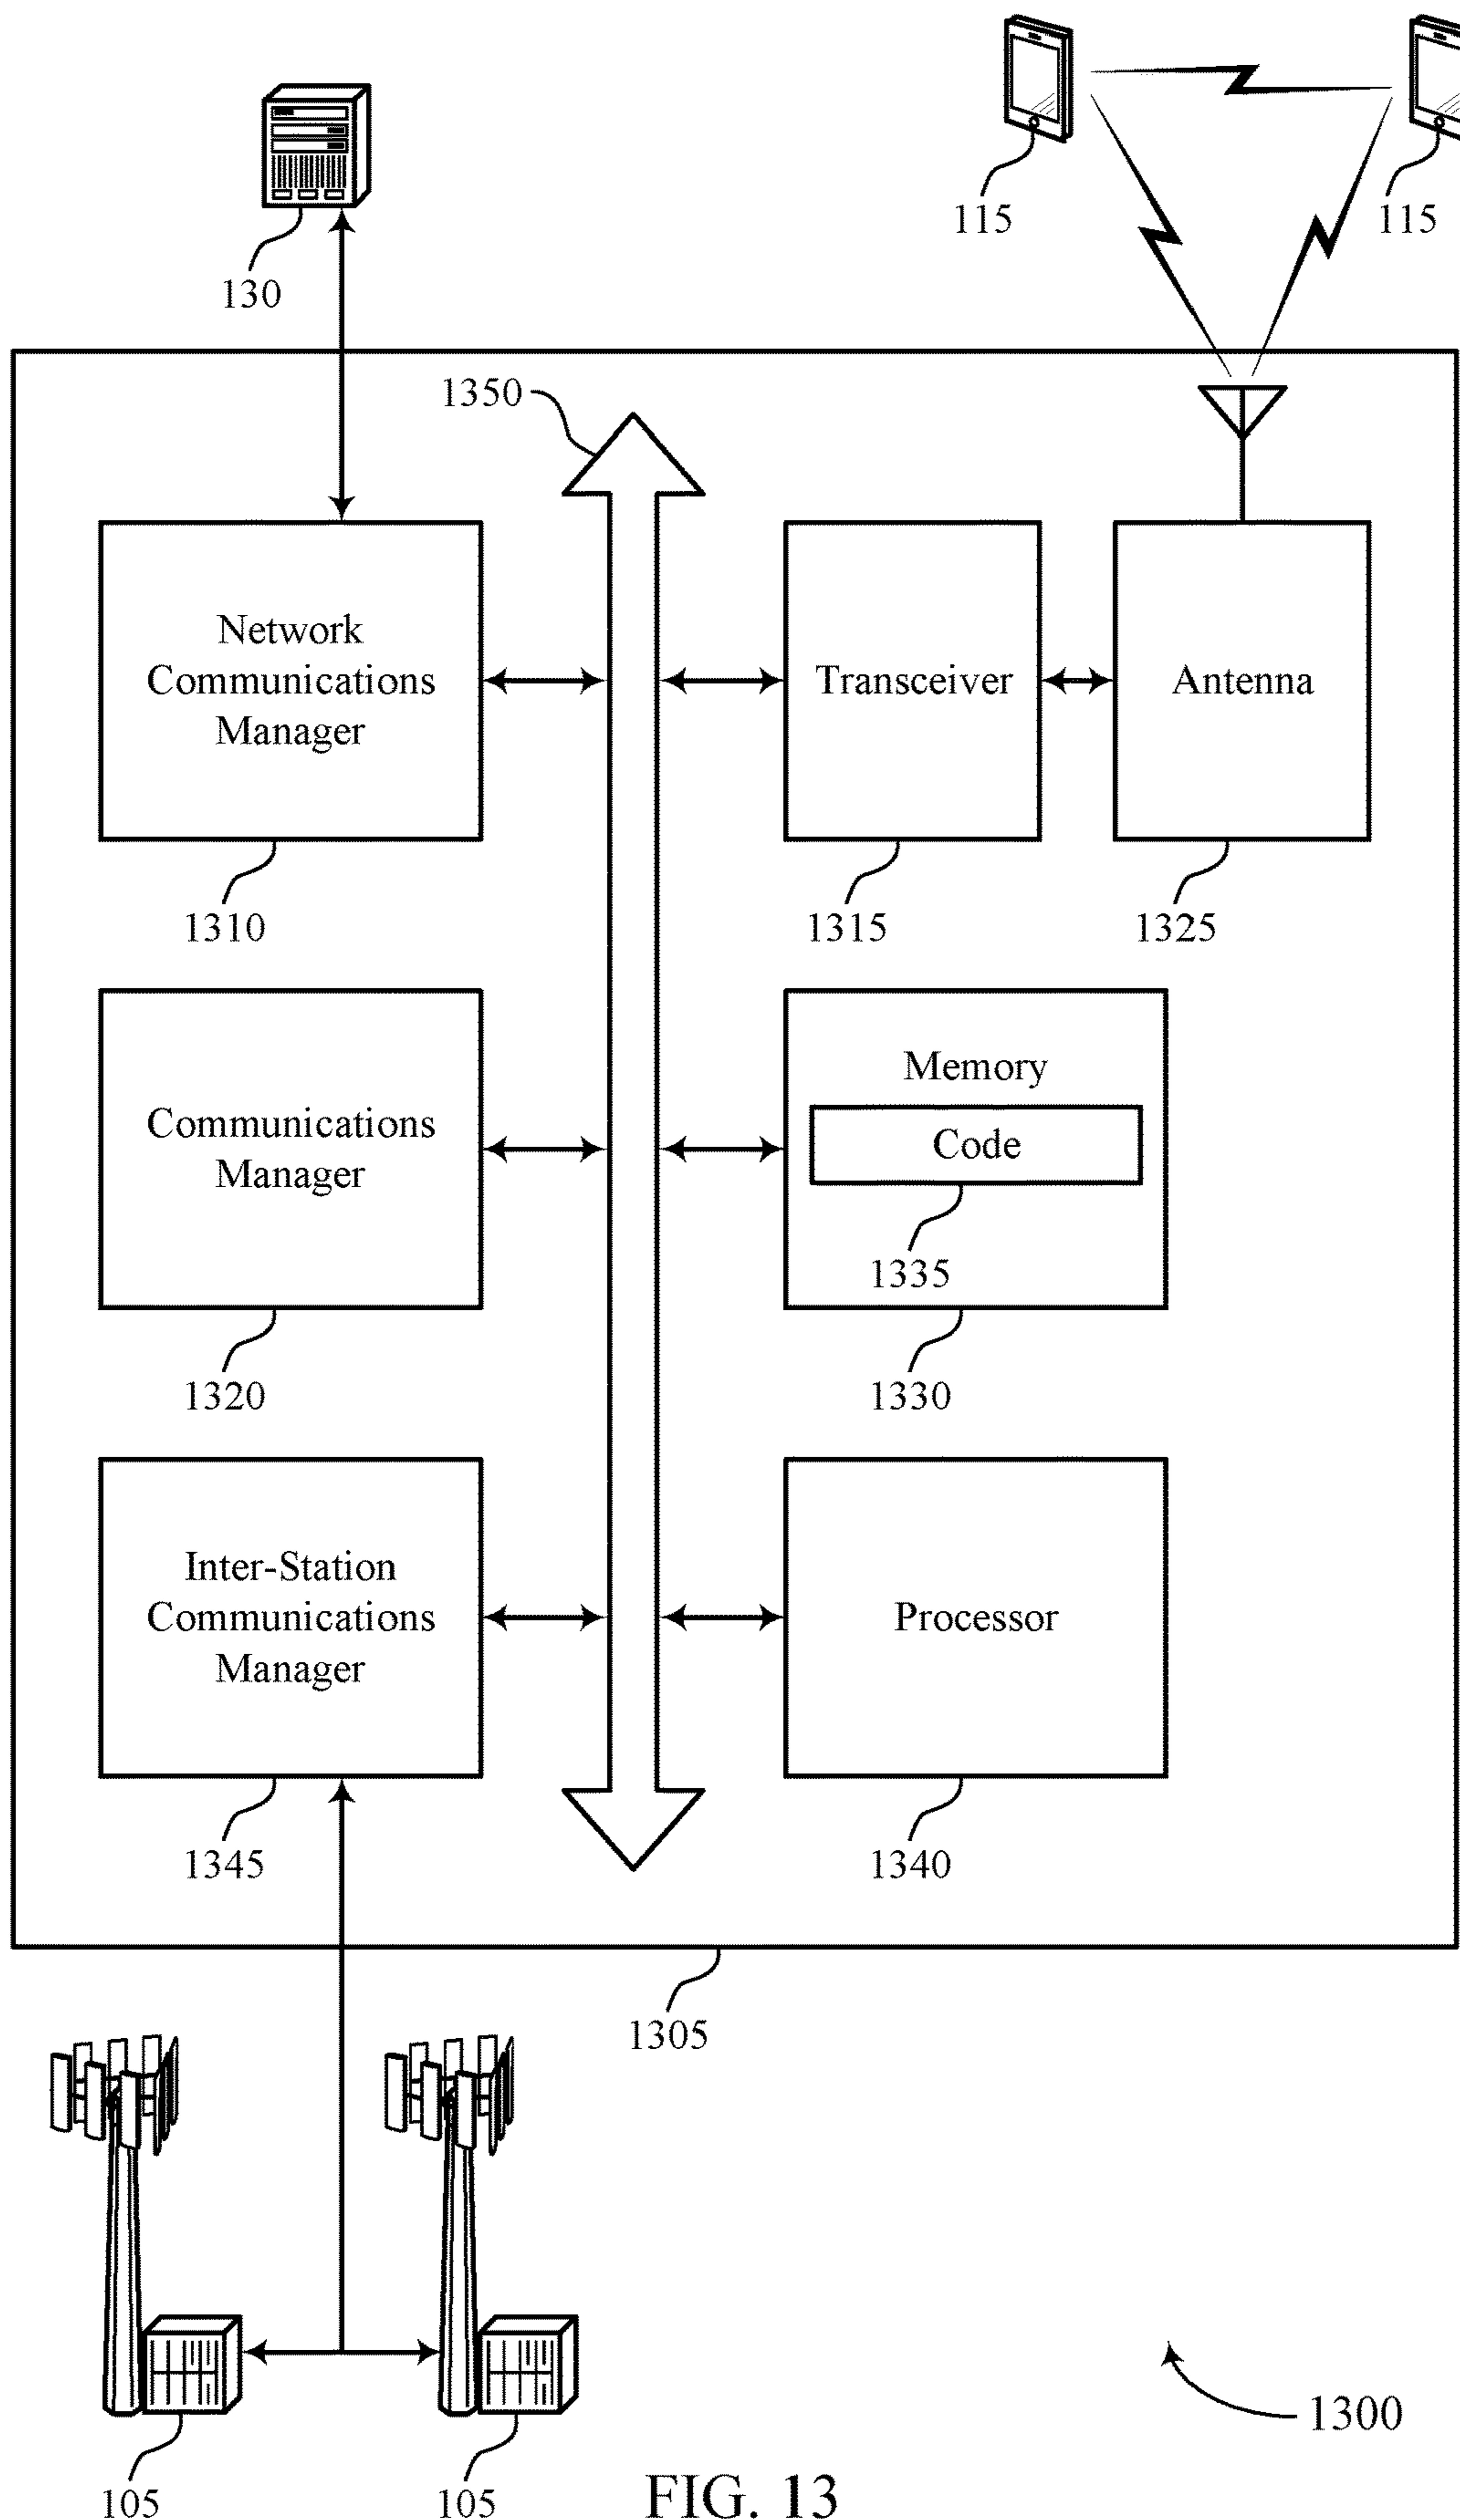 115
115
130
1350
Network
Communications
Manager
Transceiver
Antenna
1310
1315
1325
Communications
Manager
Memory
Code
1335
1320
1330
Inter-Station
Communications
Manager
Processor
1345
1340
1305
1300
105
105
FIG. 13